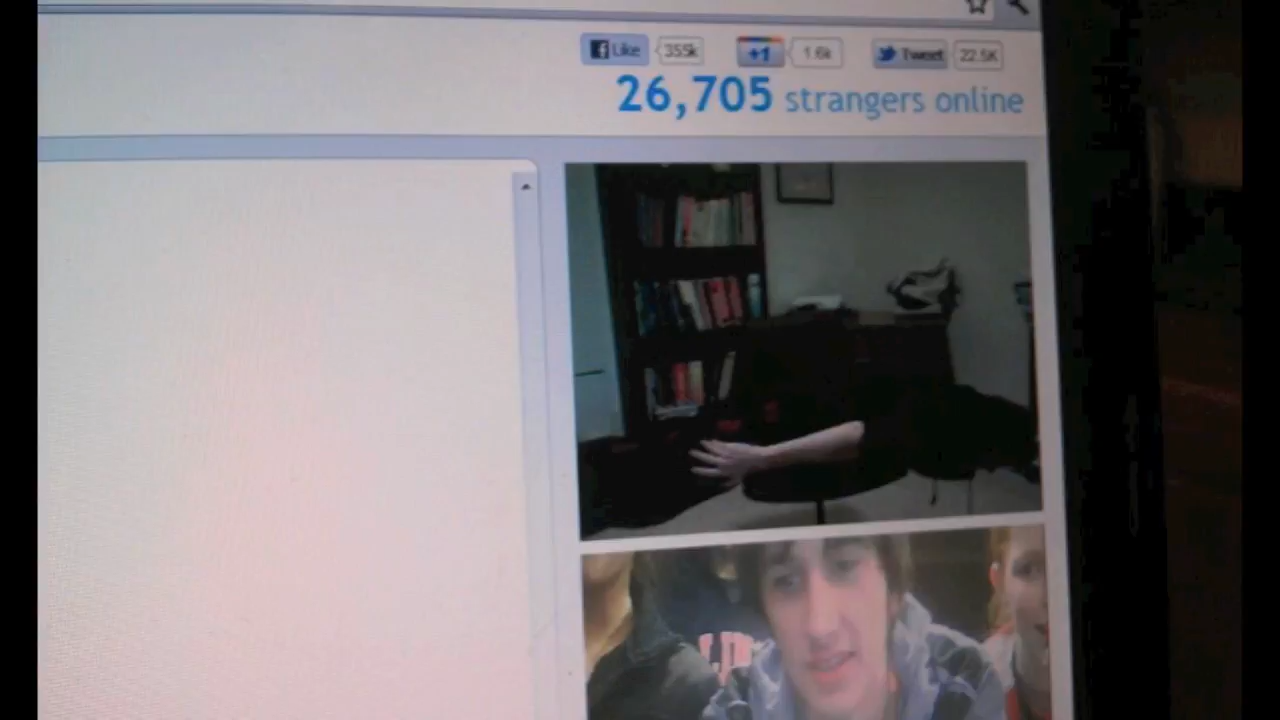 Like 355k +1 1.6k Tweet 22.5K
26,705 strangers online